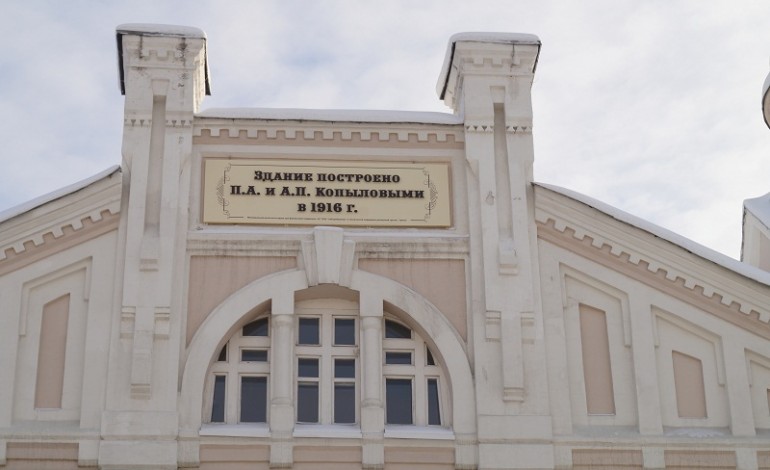 Здание построено
П.А. и А.П. Копыловыми
в 1916 г.